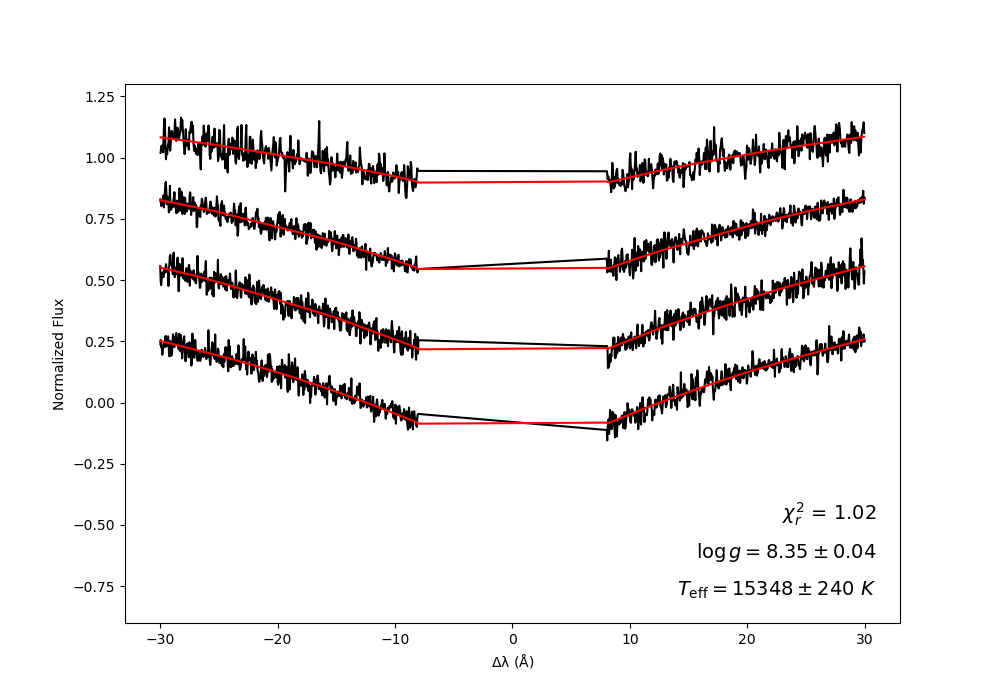 1.25
1.00
0.75
0.50
0.25
0.00
−0.25
−0.50
−0.75
Normalized Flux
χ²ᵣ = 1.02
log g = 8.35 ± 0.04
T_eff = 15348 ± 240 K
−30 −20 −10 0 10 20 30
Δλ (Å)